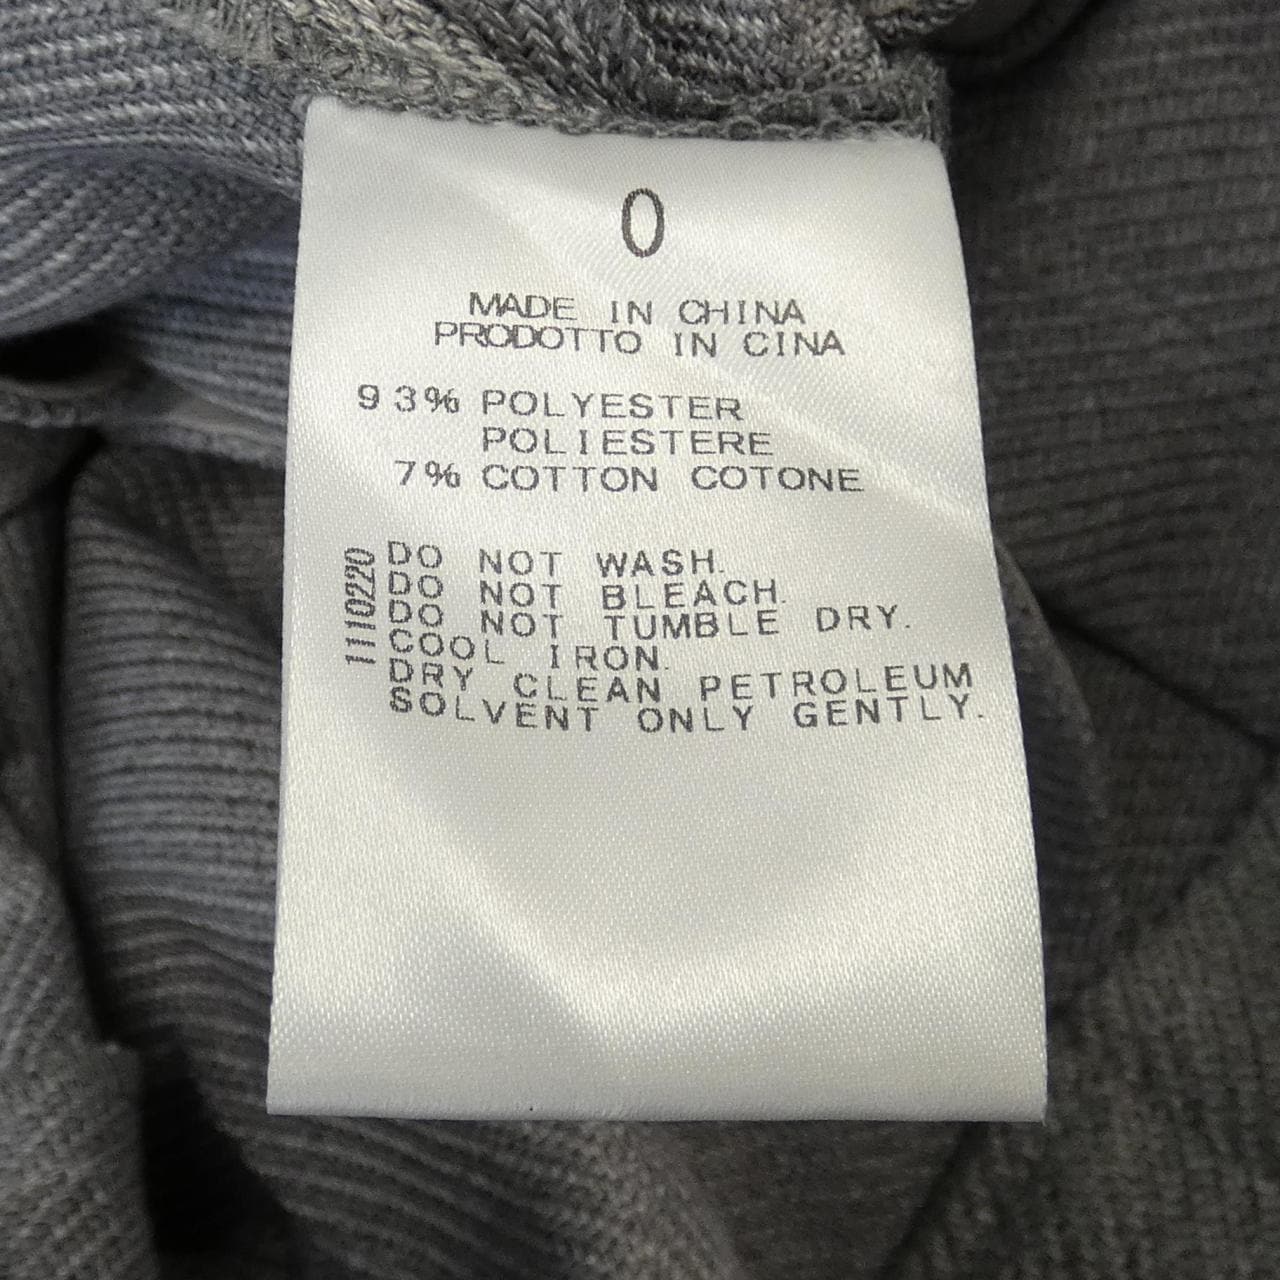 0
MADE IN CHINA
PRODOTTO IN CINA
93% POLYESTER
POLIESTERE
7% COTTON COTONE
1110220
DO NOT WASH.
DO NOT BLEACH.
DO NOT TUMBLE DRY.
COOL IRON.
DRY CLEAN PETROLEUM
SOLVENT ONLY GENTLY.